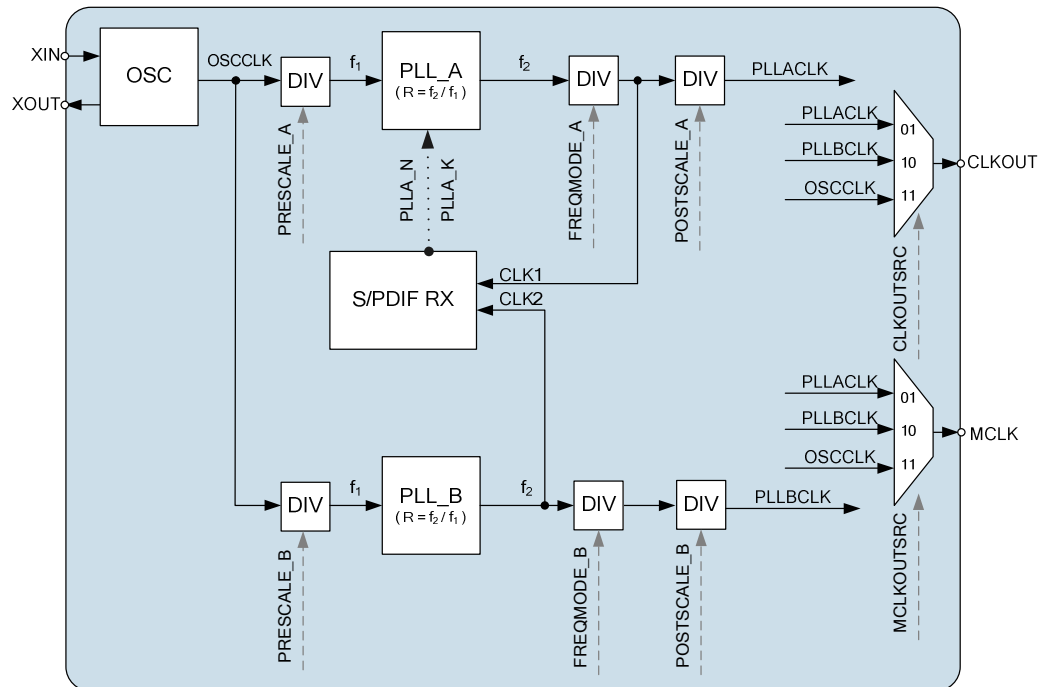 XIN
XOUT
OSC
OSCCLK
DIV
PRESCALE_A
f₁
PLL_A
(R=f₂/f₁)
f₂
DIV
FREQMODE_A
DIV
POSTSCALE_A
PLLACLK
PLLA_N
PLLA_K
S/PDIF RX
CLK1
CLK2
PLLACLK
01
PLLBCLK
10
OSCCLK
11
CLKOUT
CLKOUTSRC
PLLACLK
01
PLLBCLK
10
OSCCLK
11
MCLK
MCLKOUTSRC
DIV
PRESCALE_B
f₁
PLL_B
(R=f₂/f₁)
f₂
DIV
FREQMODE_B
DIV
POSTSCALE_B
PLLBCLK